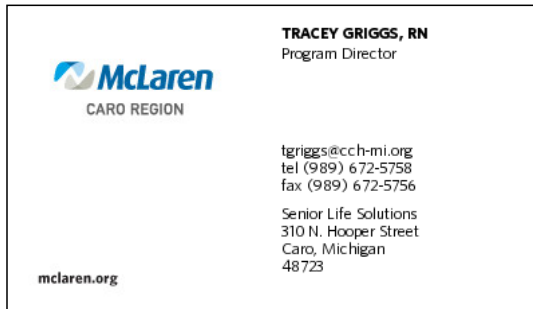 McLaren
CARO REGION
mclaren.org
TRACEY GRIGGS, RN
Program Director
tgriggs@cch-mi.org
tel (989) 672-5758
fax (989) 672-5756
Senior Life Solutions
310 N. Hooper Street
Caro, Michigan
48723